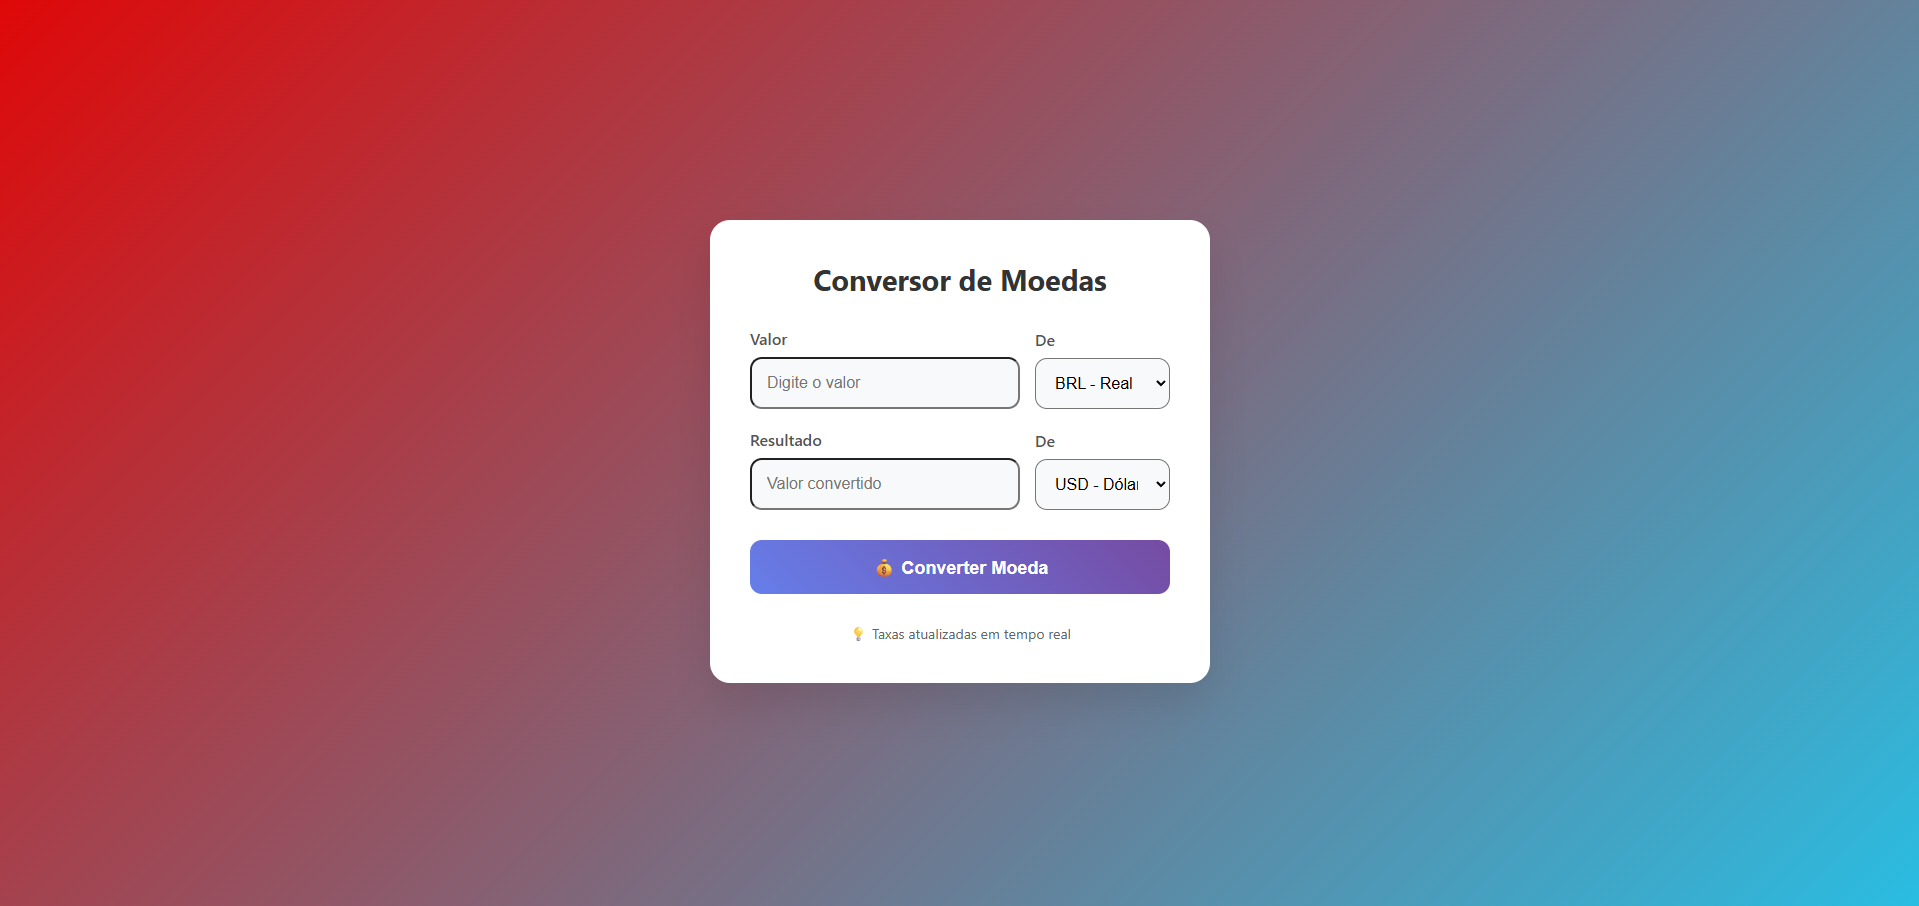 Conversor de Moedas
Valor
De
Digite o valor
BRL - Real
Resultado
De
Valor convertido
USD - Dóla
Converter Moeda
Taxas atualizadas em tempo real